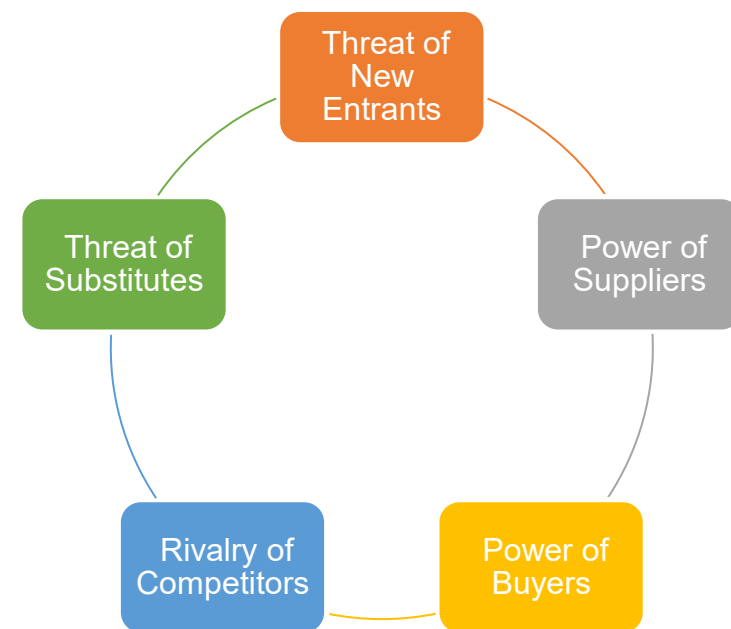 Threat of
New
Entrants
Power of
Suppliers
Power of
Buyers
Rivalry of
Competitors
Threat of
Substitutes